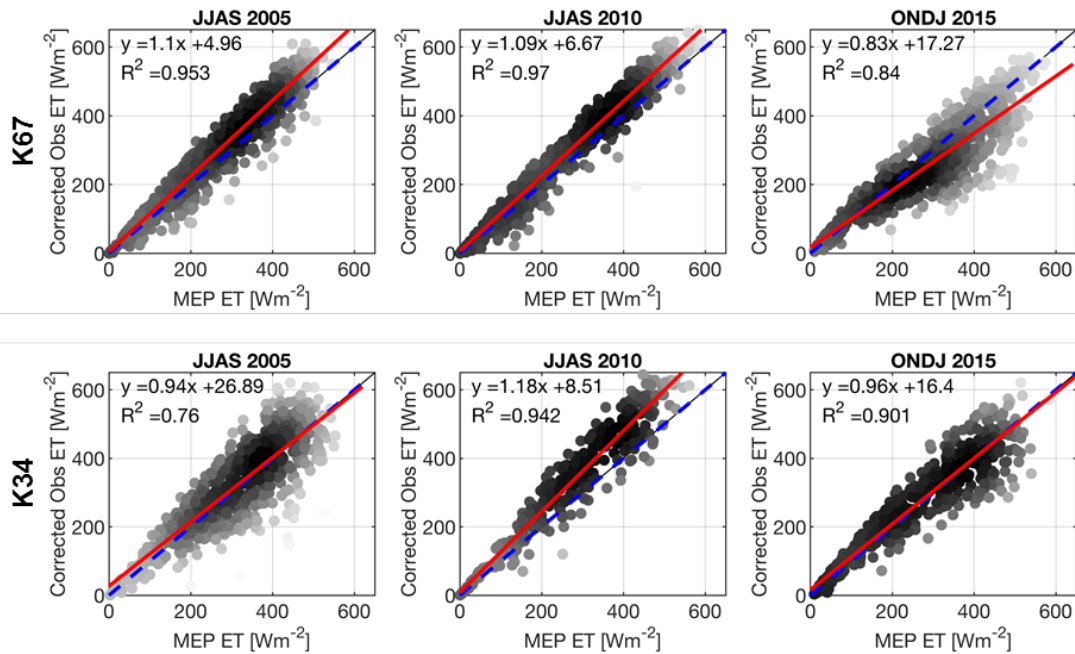 JJAS 2005
y =1.1x +4.96
R² =0.953
600
400
200
0
0 200 400 600
Corrected Obs ET [Wm⁻²]
MEP ET [Wm⁻²]
JJAS 2010
y =1.09x +6.67
R² =0.97
600
400
200
0
0 200 400 600
Corrected Obs ET [Wm⁻²]
MEP ET [Wm⁻²]
ONDJ 2015
y =0.83x +17.27
R² =0.84
600
400
200
0
0 200 400 600
Corrected Obs ET [Wm⁻²]
MEP ET [Wm⁻²]
K67
JJAS 2005
y =0.94x +26.89
R² =0.76
600
400
200
0
0 200 400 600
Corrected Obs ET [Wm⁻²]
MEP ET [Wm⁻²]
JJAS 2010
y =1.18x +8.51
R² =0.942
600
400
200
0
0 200 400 600
Corrected Obs ET [Wm⁻²]
MEP ET [Wm⁻²]
ONDJ 2015
y =0.96x +16.4
R² =0.901
600
400
200
0
0 200 400 600
Corrected Obs ET [Wm⁻²]
MEP ET [Wm⁻²]
K34